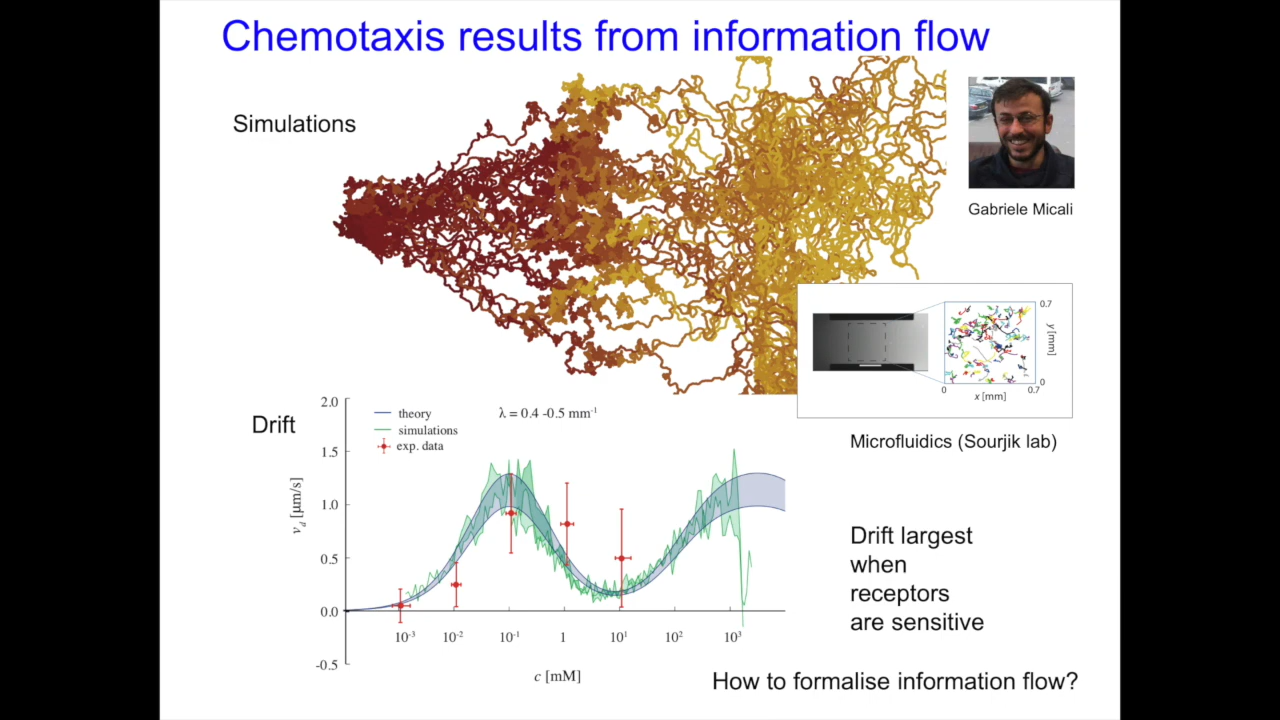 Chemotaxis results from information flow
Simulations
Gabriele Micali
0.7
y [mm]
0
0 0.7
x [mm]
Microfluidics (Sourjik lab)
Drift
2.0
1.5
1.0
0.5
0.0
-0.5
v_d [µm/s]
theory
simulations
exp. data
λ = 0.4 -0.5 mm⁻¹
10⁻³ 10⁻² 10⁻¹ 1 10¹ 10² 10³
c [mM]
Drift largest
when
receptors
are sensitive
How to formalise information flow?